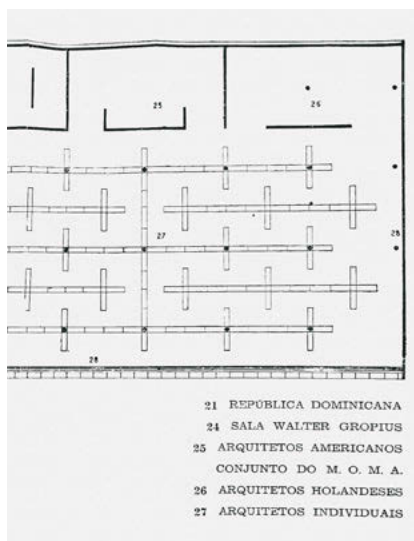 25
26
27
28
28
21 REPÚBLICA DOMINICANA
24 SALA WALTER GROPIUS
25 ARQUITETOS AMERICANOS
CONJUNTO DO M. O. M. A.
26 ARQUITETOS HOLANDESES
27 ARQUITETOS INDIVIDUAIS